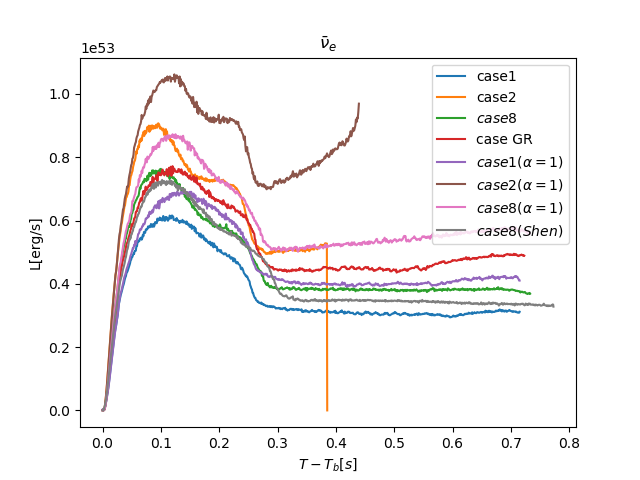 ν̄_e
1e53
L[erg/s]
1.0
0.8
0.6
0.4
0.2
0.0
0.0 0.1 0.2 0.3 0.4 0.5 0.6 0.7 0.8
T − T_b[s]
case1
case2
case8
case GR
case1(α = 1)
case2(α = 1)
case8(α = 1)
case8(Shen)